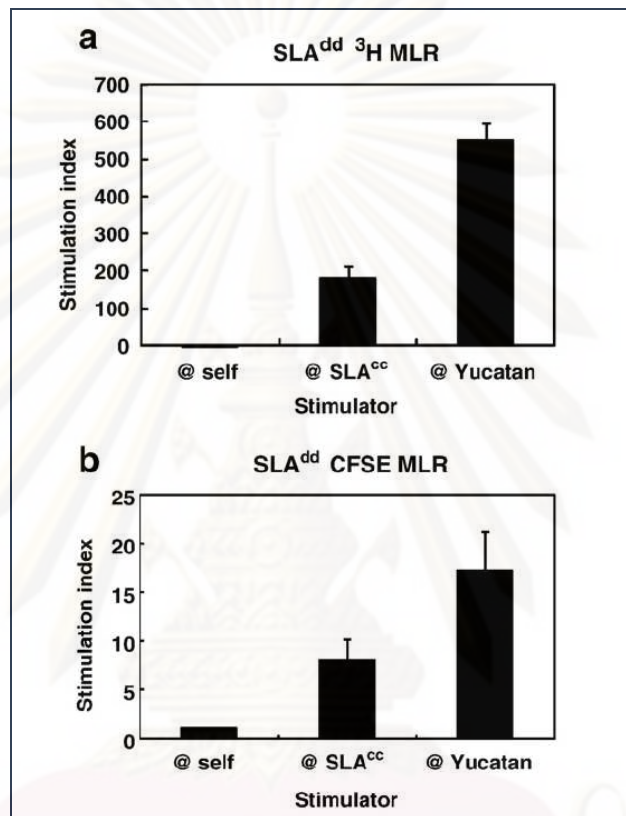 a
SLAᵈᵈ ³H MLR
Stimulation index
700
600
500
400
300
200
100
0
@ self @ SLAᶜᶜ @ Yucatan
Stimulator
b
SLAᵈᵈ CFSE MLR
Stimulation index
25
20
15
10
5
0
@ self @ SLAᶜᶜ @ Yucatan
Stimulator